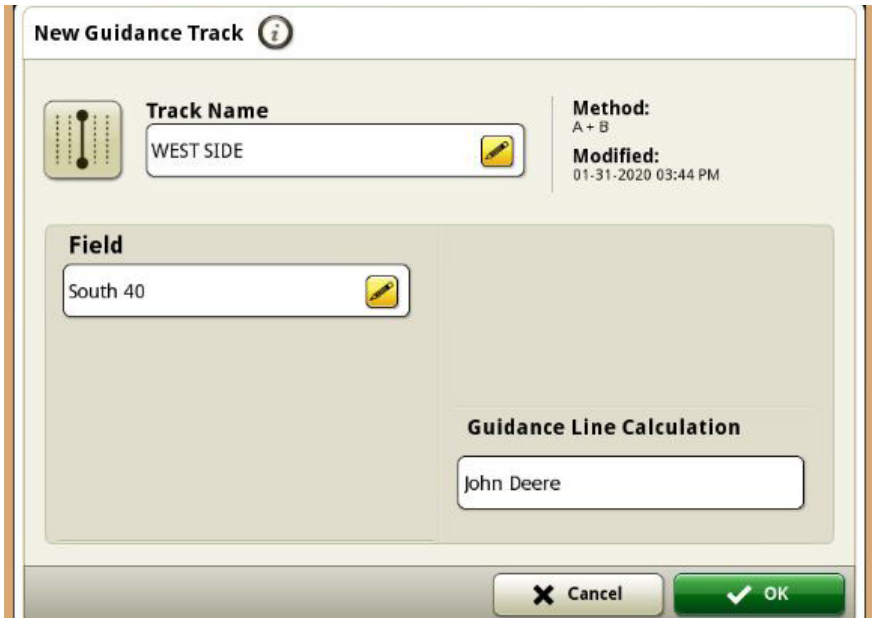 New Guidance Track i
Track Name
WEST SIDE
Method:
A + B
Modified:
01-31-2020 03:44 PM
Field
South 40
Guidance Line Calculation
John Deere
Cancel
OK